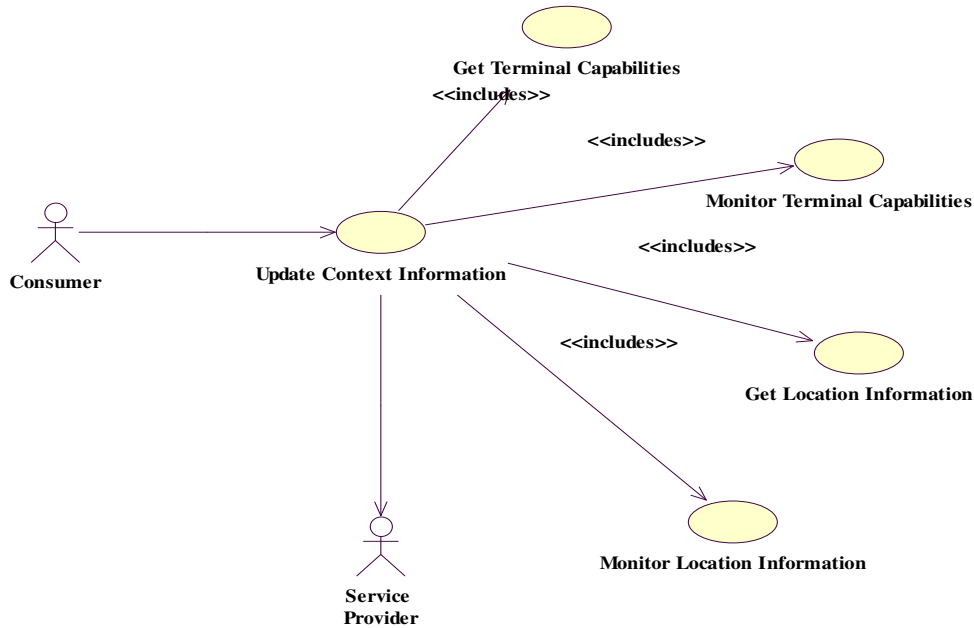 Get Terminal Capabilities
<<includes>>
<<includes>>
Monitor Terminal Capabilities
<<includes>>
Update Context Information
Consumer
<<includes>>
Get Location Information
Monitor Location Information
Service
Provider